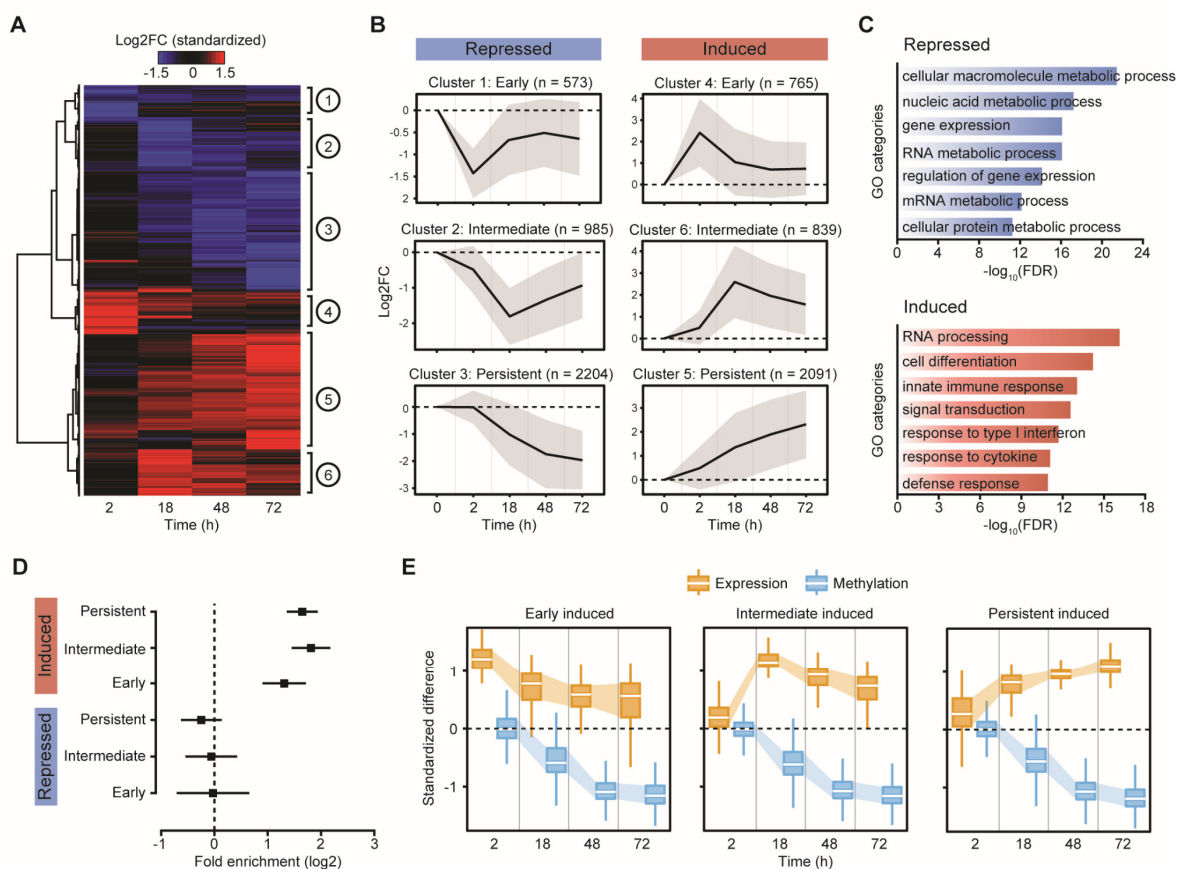 A
Log2FC (standardized)
-1.5 0 1.5
1
2
3
4
5
6
2 18 48 72
Time (h)
B
Repressed
Induced
Cluster 1: Early (n = 573)
0
-0.5
-1
1.5
2
Cluster 4: Early (n = 765)
4
3
2
1
0
Cluster 2: Intermediate (n = 985)
0
-1
-2
Log2FC
Cluster 6: Intermediate (n = 839)
4
3
2
1
0
Cluster 3: Persistent (n = 2204)
0
-1
-2
-3
0 2 18 48 72
Cluster 5: Persistent (n = 2091)
3
2
1
0
0 2 18 48 72
Time (h)
C
Repressed
GO categories
cellular macromolecule metabolic process
nucleic acid metabolic process
gene expression
RNA metabolic process
regulation of gene expression
mRNA metabolic process
cellular protein metabolic process
0 4 8 12 16 20 24
-log10(FDR)
Induced
GO categories
RNA processing
cell differentiation
innate immune response
signal transduction
response to type I interferon
response to cytokine
defense response
0 3 6 9 12 15 18
-log10(FDR)
D
Induced
Persistent
Intermediate
Early
Repressed
Persistent
Intermediate
Early
-1 0 1 2 3
Fold enrichment (log2)
E
Expression
Methylation
Early induced
Intermediate induced
Persistent induced
Standardized difference
1
0
-1
2 18 48 72
2 18 48 72
2 18 48 72
Time (h)